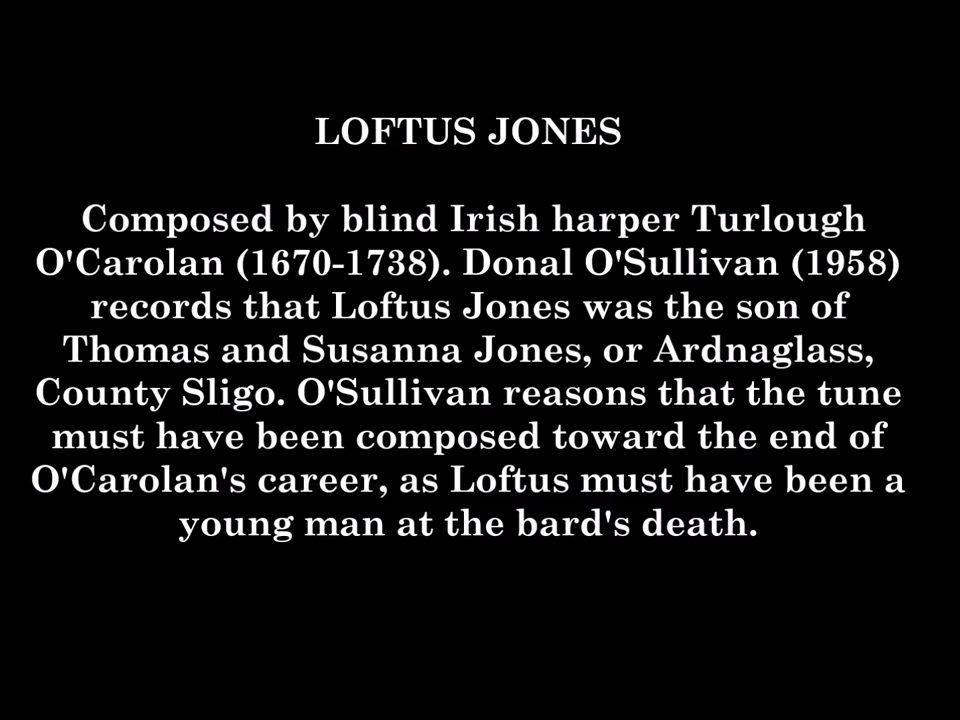 LOFTUS JONES
Composed by blind Irish harper Turlough
O'Carolan (1670-1738). Donal O'Sullivan (1958)
records that Loftus Jones was the son of
Thomas and Susanna Jones, or Ardnaglass,
County Sligo. O'Sullivan reasons that the tune
must have been composed toward the end of
O'Carolan's career, as Loftus must have been a
young man at the bard's death.